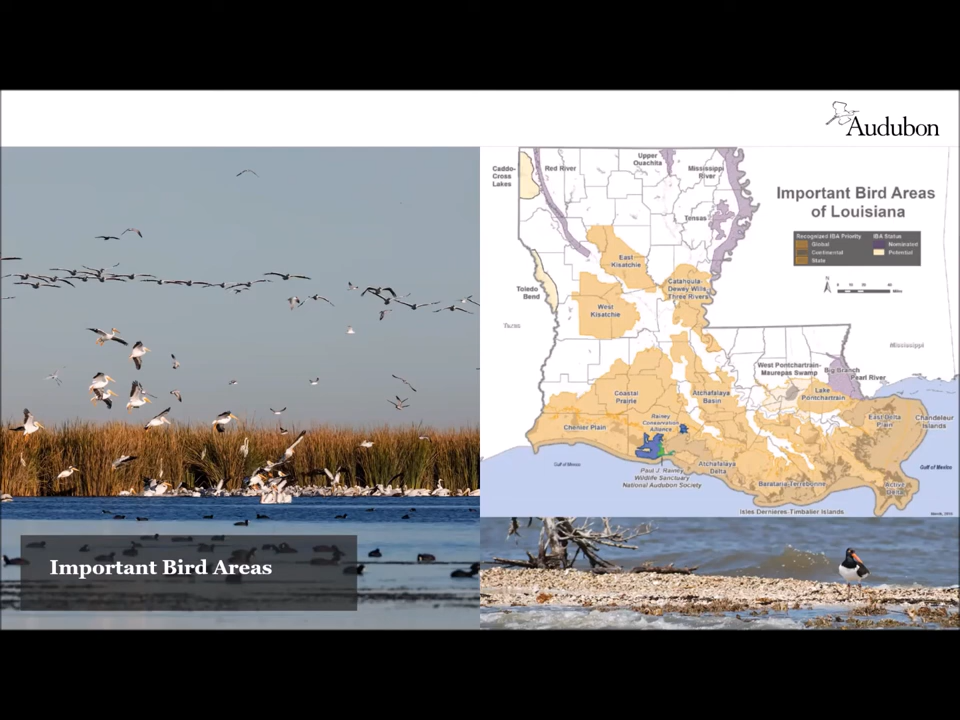 Audubon
Important Bird Areas
Important Bird Areas
of Louisiana
Recognized IBA Priority
Global
Continental
State
IBA Status
Nominated
Potential
N
Miles
Caddo-
Cross
Lakes
Red River
Upper
Ouachita
Mississippi
River
Tensas
East
Kisatchie
Catahoula-
Dewey Wills-
Three Rivers
Toledo
Bend
West
Kisatchie
Texas
Mississippi
West Pontchartrain-
Maurepas Swamp
Big Branch
Pearl River
Lake
Pontchartrain
Coastal
Prairie
Atchafalaya
Basin
Rainey
Conservation
Alliance
Chenier Plain
East Delta
Plain
Chandeleur
Islands
Gulf of Mexico
Gulf of Mexico
Paul J. Rainey
Wildlife Sanctuary
National Audubon Society
Atchafalaya
Delta
Barataria-Terrebonne
Active
Delta
Isles Dernieres-Timbalier Islands